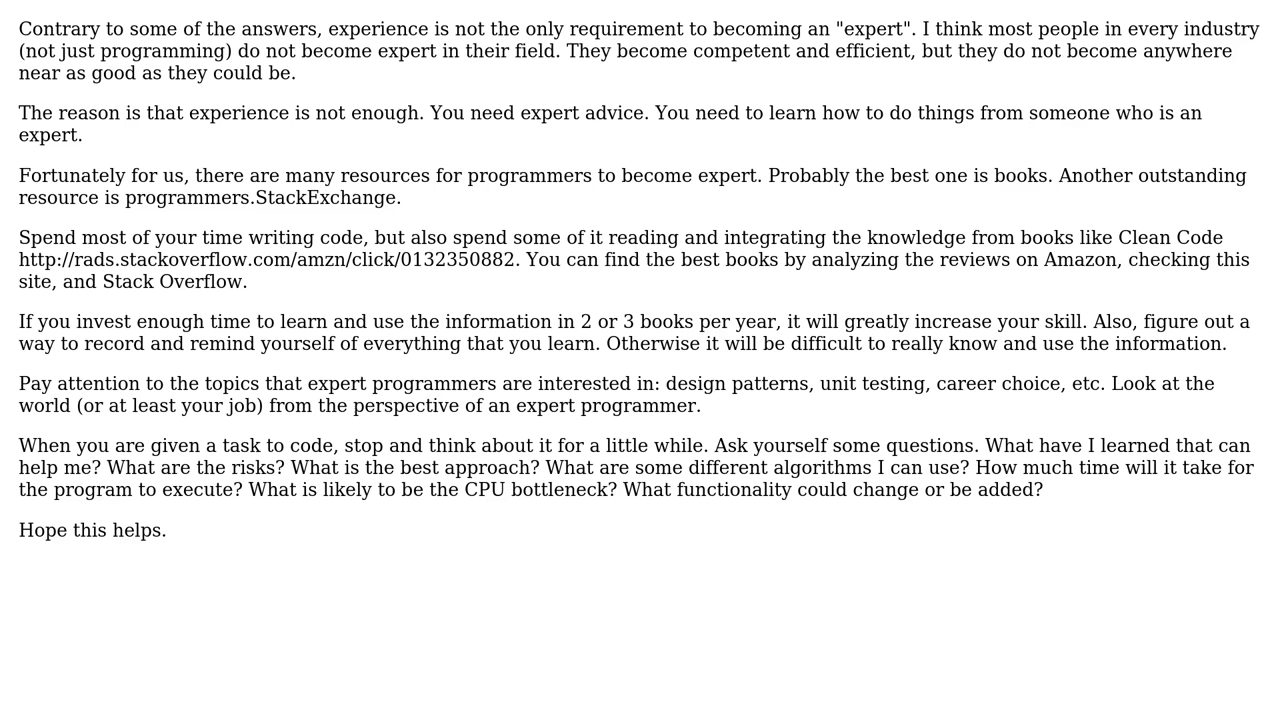 Contrary to some of the answers, experience is not the only requirement to becoming an "expert". I think most people in every industry
(not just programming) do not become expert in their field. They become competent and efficient, but they do not become anywhere
near as good as they could be.
The reason is that experience is not enough. You need expert advice. You need to learn how to do things from someone who is an
expert.
Fortunately for us, there are many resources for programmers to become expert. Probably the best one is books. Another outstanding
resource is programmers.StackExchange.
Spend most of your time writing code, but also spend some of it reading and integrating the knowledge from books like Clean Code
http://rads.stackoverflow.com/amzn/click/0132350882. You can find the best books by analyzing the reviews on Amazon, checking this
site, and Stack Overflow.
If you invest enough time to learn and use the information in 2 or 3 books per year, it will greatly increase your skill. Also, figure out a
way to record and remind yourself of everything that you learn. Otherwise it will be difficult to really know and use the information.
Pay attention to the topics that expert programmers are interested in: design patterns, unit testing, career choice, etc. Look at the
world (or at least your job) from the perspective of an expert programmer.
When you are given a task to code, stop and think about it for a little while. Ask yourself some questions. What have I learned that can
help me? What are the risks? What is the best approach? What are some different algorithms I can use? How much time will it take for
the program to execute? What is likely to be the CPU bottleneck? What functionality could change or be added?
Hope this helps.